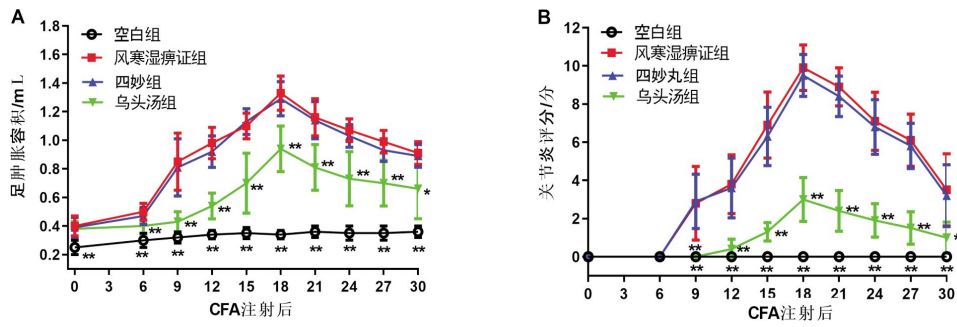 A
空白组
风寒湿痹证组
四妙组
乌头汤组
足肿胀容积/mL
1.8
1.6
1.4
1.2
1.0
0.8
0.6
0.4
0.2
** ** ** ** ** ** ** ** *
** ** ** ** ** ** ** ** **
0 3 6 9 12 15 18 21 24 27 30
CFA注射后
B
空白组
风寒湿痹证组
四妙丸组
乌头汤组
关节炎评分/分
12
10
8
6
4
2
0
** ** ** ** ** ** ** *
** ** ** ** ** ** ** **
0 3 6 9 12 15 18 21 24 27 30
CFA注射后